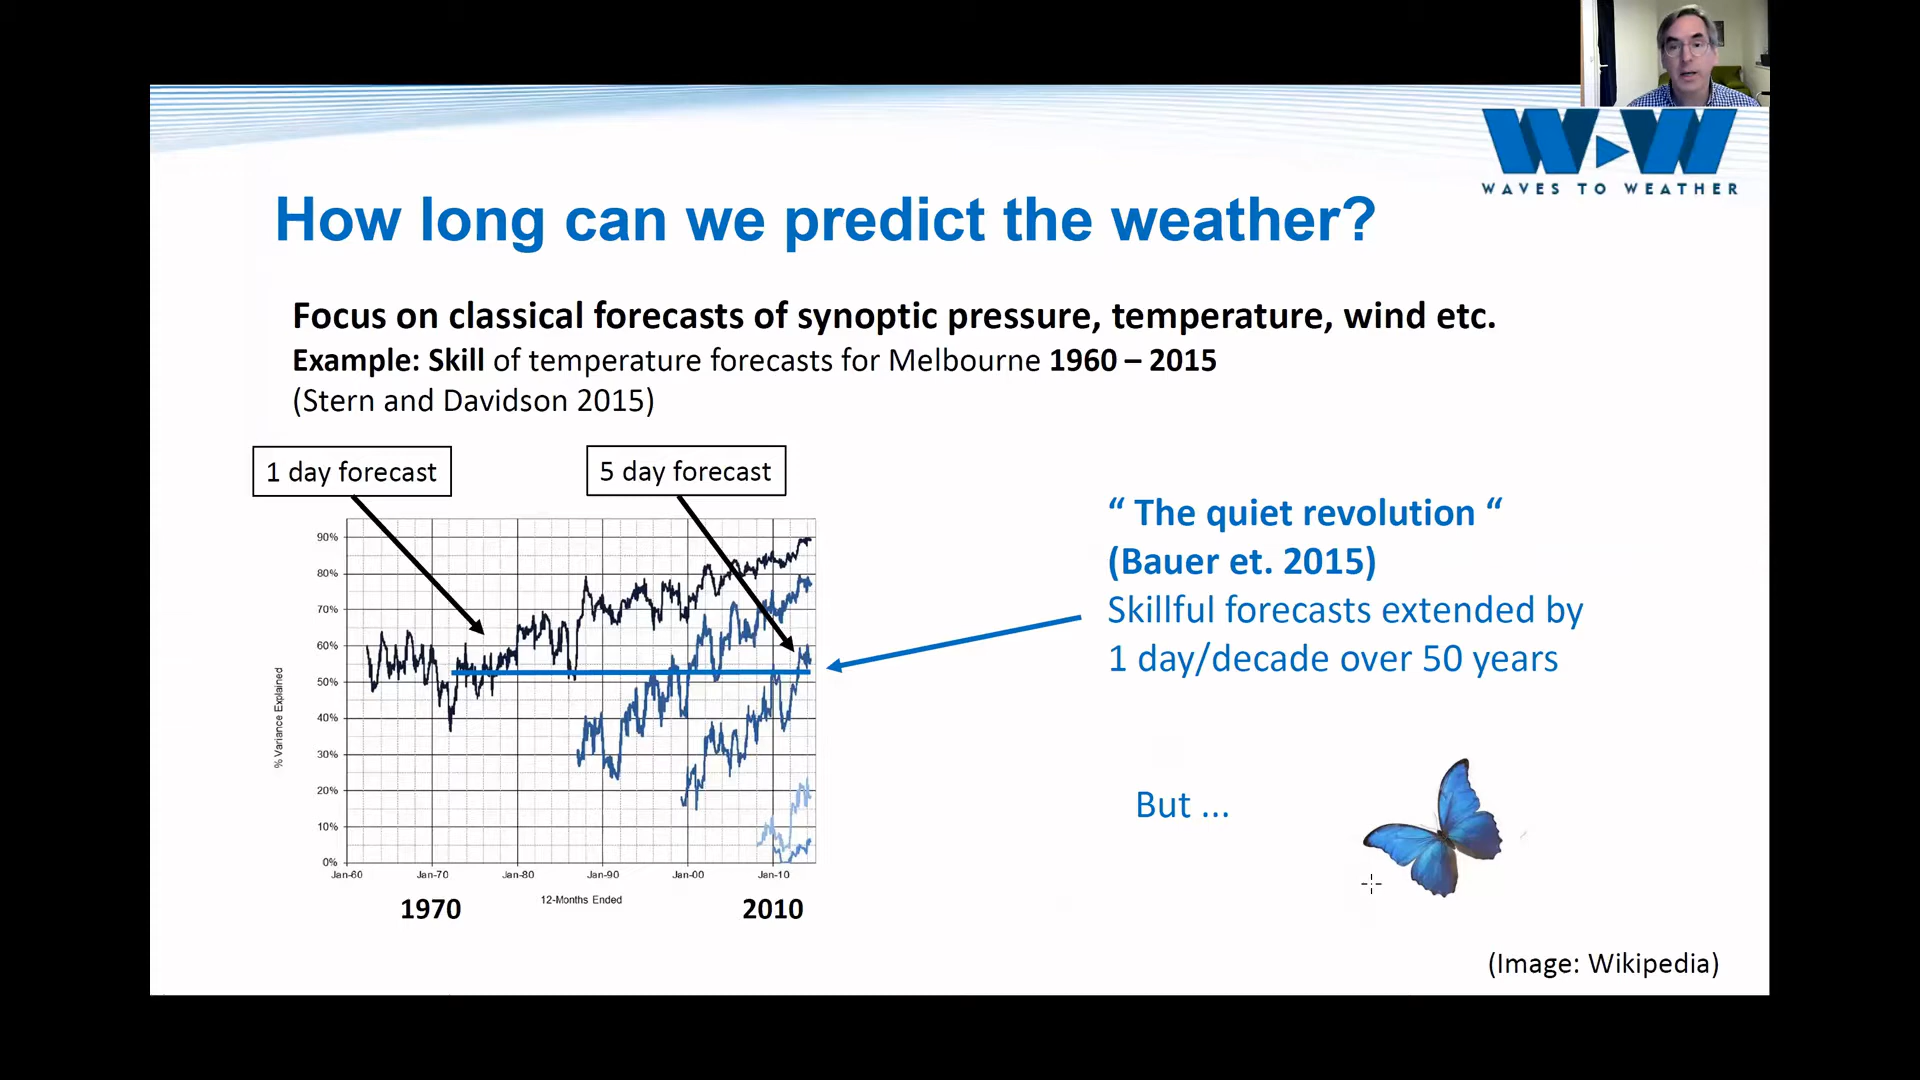 WAVES TO WEATHER
How long can we predict the weather?
Focus on classical forecasts of synoptic pressure, temperature, wind etc.
Example: Skill of temperature forecasts for Melbourne 1960 – 2015
(Stern and Davidson 2015)
1 day forecast
5 day forecast
90%
80%
70%
60%
50%
40%
30%
20%
10%
0%
% Variance Explained
Jan-60 Jan-70 Jan-80 Jan-90 Jan-00 Jan-10
12-Months Ended
1970 2010
“ The quiet revolution “
(Bauer et. 2015)
Skillful forecasts extended by
1 day/decade over 50 years
But ...
(Image: Wikipedia)